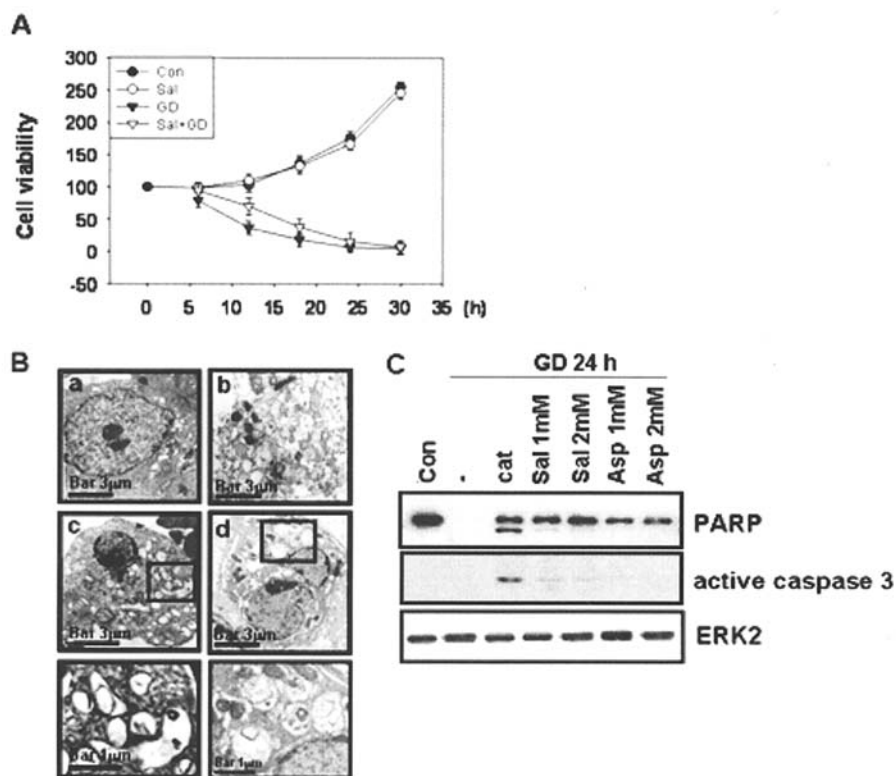 A
300
250
200
150
100
50
0
-50
Cell viability
Con
Sal
GD
Sal+GD
0 5 10 15 20 25 30 35 (h)
B
a
Bar 3μm
b
Bar 3μm
c
Bar 3μm
d
Bar 3μm
Bar 1μm
Bar 1μm
C
GD 24 h
Con
-
cat
Sal 1mM
Sal 2mM
Asp 1mM
Asp 2mM
PARP
active caspase 3
ERK2